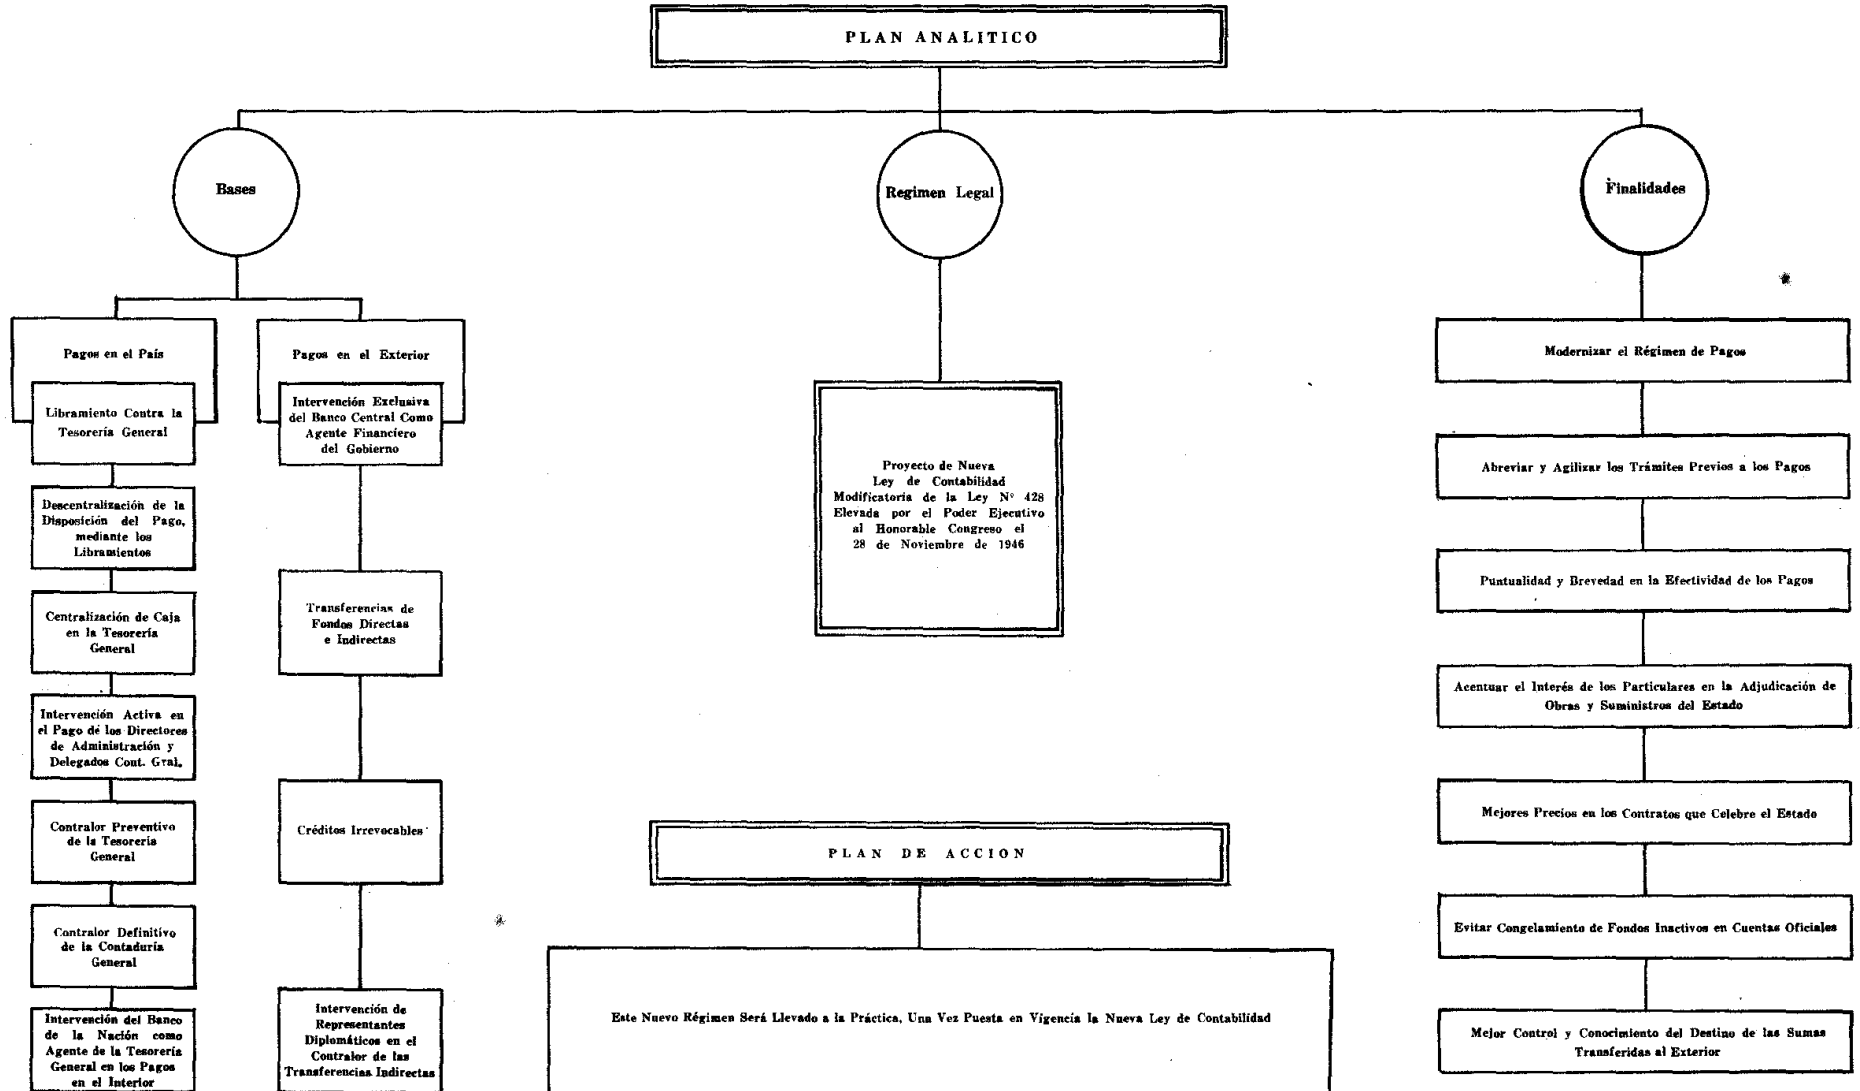 PLAN ANALITICO
Bases
Regimen Legal
Finalidades
Pagos en el País
Libramiento Contra la
Tesorería General
Descentralización de la
Disposición del Pago,
mediante los
Libramientos
Centralización de Caja
en la Tesorería
General
Intervención Activa en
el Pago de los Directores
de Administración y
Delegados Cont. Gral.
Contralor Preventivo
de la Tesorería
General
Contralor Definitivo
de la Contaduría
General
Intervención del Banco
de la Nación como
Agente de la Tesorería
General en los Pagos
en el Interior
Pagos en el Exterior
Intervención Exclusiva
del Banco Central Como
Agente Financiero
del Gobierno
Transferencias de
Fondos Directas
e Indirectas
Créditos Irrevocables
Intervención de
Representantes
Diplomáticos en el
Contralor de las
Transferencias Indirectas
Proyecto de Nueva
Ley de Contabilidad
Modificatoria de la Ley N° 428
Elevada por el Poder Ejecutivo
al Honorable Congreso el
28 de Noviembre de 1946
PLAN DE ACCION
Este Nuevo Régimen Será Llevado a la Práctica, Una Vez Puesta en Vigencia la Nueva Ley de Contabilidad
Modernizar el Régimen de Pagos
Abreviar y Agilizar los Trámites Previos a los Pagos
Puntualidad y Brevedad en la Efectividad de los Pagos
Acentuar el Interés de los Particulares en la Adjudicación de
Obras y Suministros del Estado
Mejores Precios en los Contratos que Celebre el Estado
Evitar Congelamiento de Fondos Inactivos en Cuentas Oficiales
Mejor Control y Conocimiento del Destino de las Sumas
Transferidas al Exterior